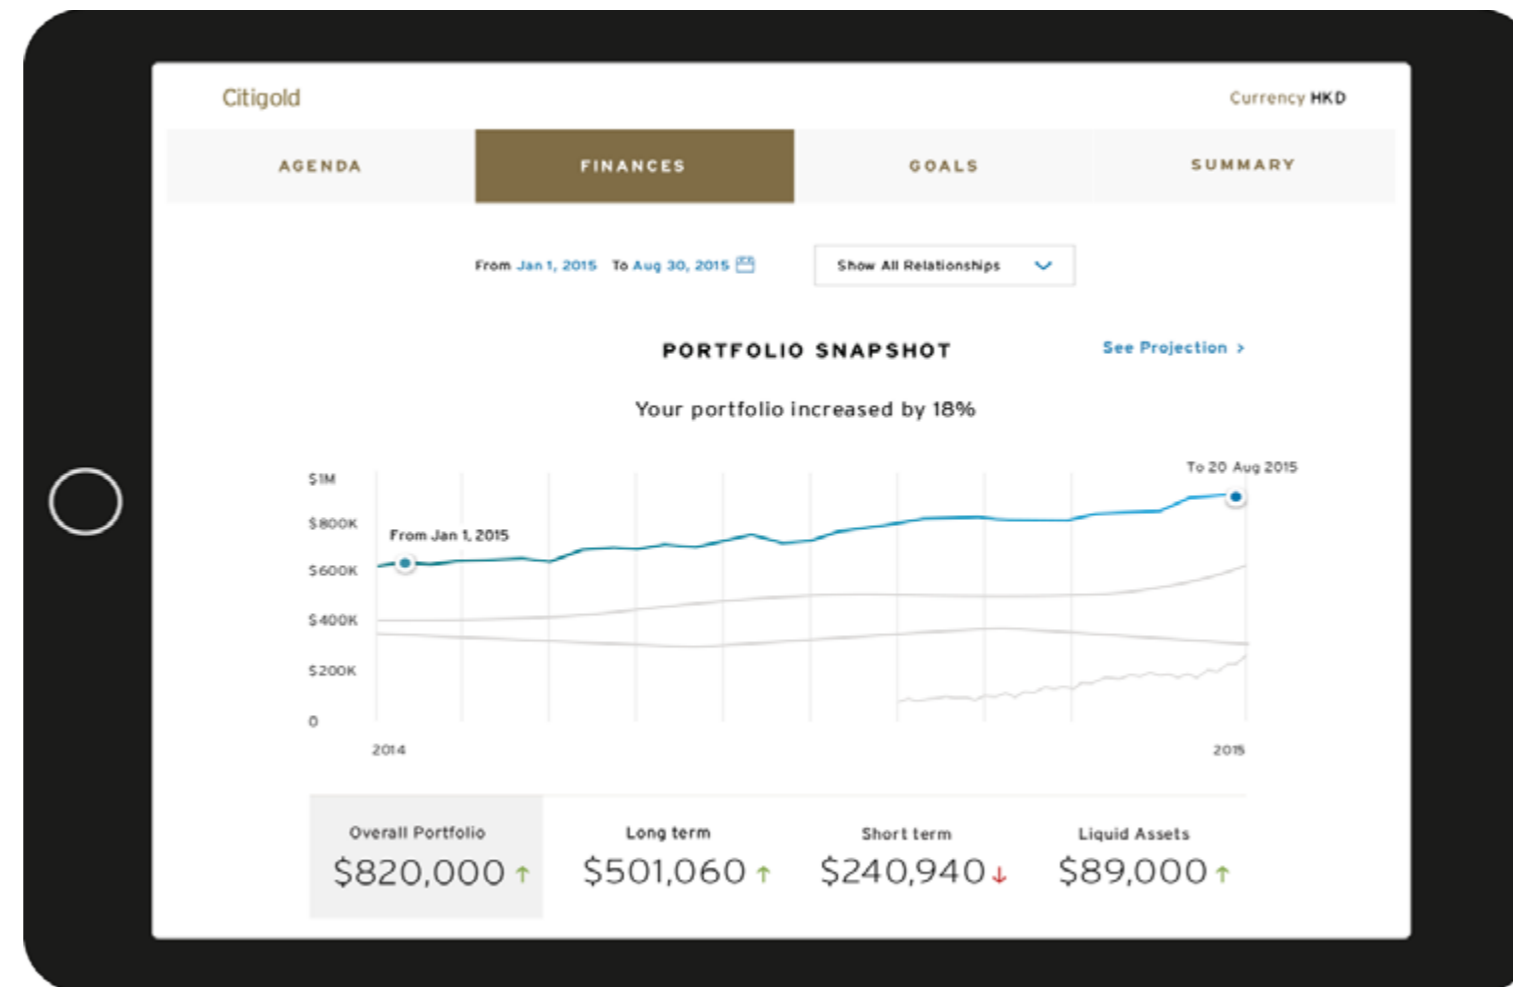 Citigold
Currency HKD
AGENDA FINANCES GOALS SUMMARY
From Jan 1, 2015 To Aug 30, 2015 Show All Relationships
PORTFOLIO SNAPSHOT See Projection >
Your portfolio increased by 18%
To 20 Aug 2015
$1M
$800K
From Jan 1, 2015
$600K
$400K
$200K
0
2014 2015
Overall Portfolio Long term Short term Liquid Assets
$820,000 ↑ $501,060 ↑ $240,940 ↓ $89,000 ↑